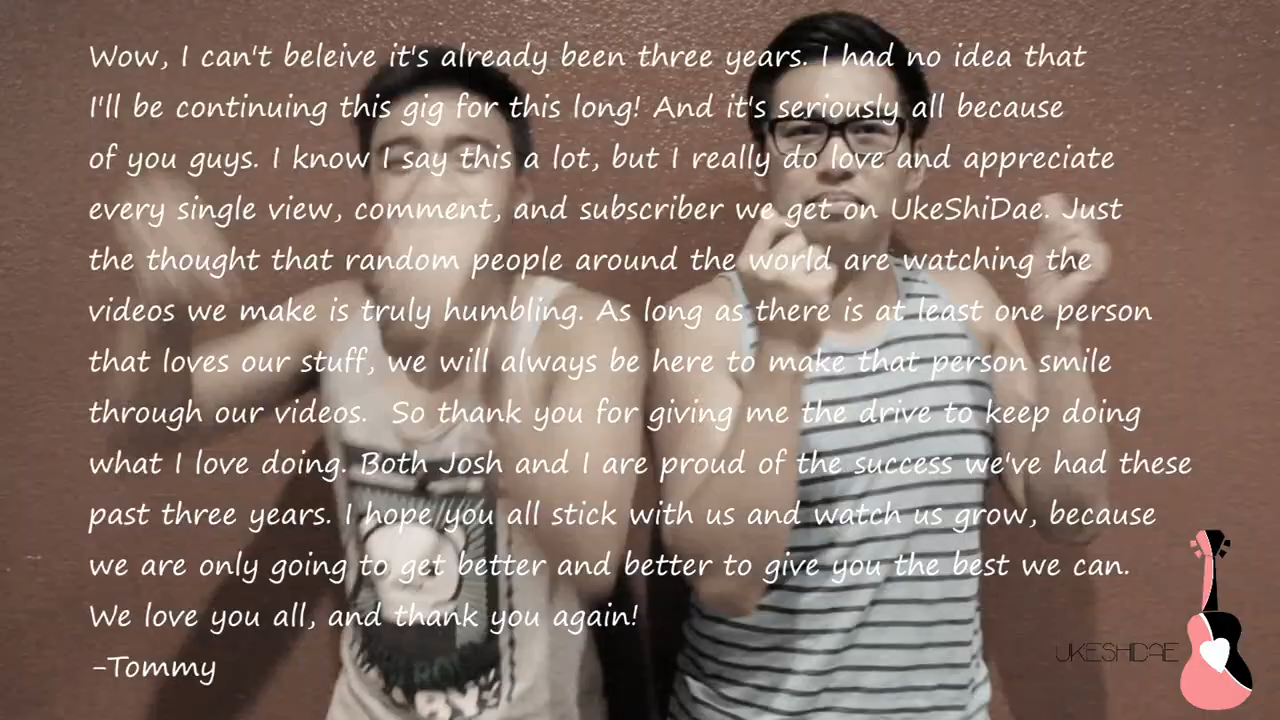 Wow, I can't beleive it's already been three years. I had no idea that
I'll be continuing this gig for this long! And it's seriously all because
of you guys. I know I say this a lot, but I really do love and appreciate
every single view, comment, and subscriber we get on UkeShiDae. Just
the thought that random people around the world are watching the
videos we make is truly humbling. As long as there is at least one person
that loves our stuff, we will always be here to make that person smile
through our videos.  So thank you for giving me the drive to keep doing
what I love doing. Both Josh and I are proud of the success we've had these
past three years. I hope you all stick with us and watch us grow, because
we are only going to get better and better to give you the best we can.
We love you all, and thank you again!
-Tommy
UKESHIDAE